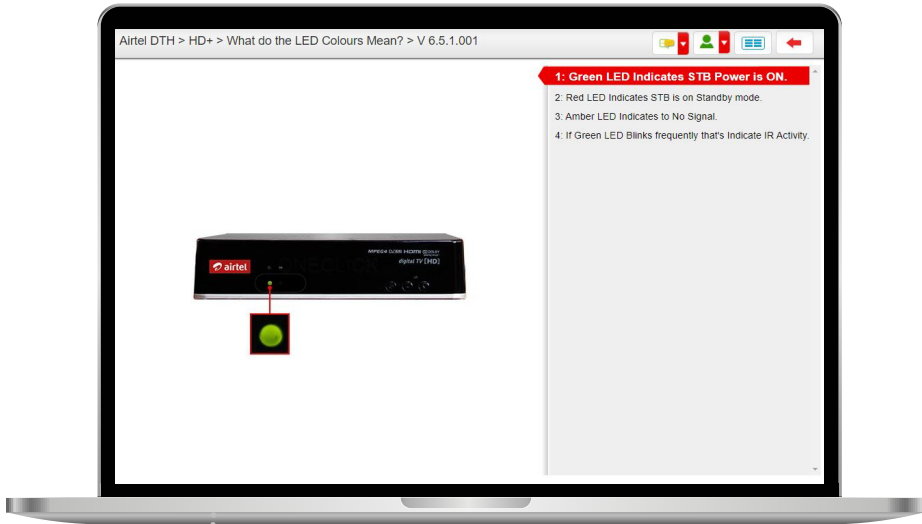 Airtel DTH > HD+ > What do the LED Colours Mean? > V 6.5.1.001
1: Green LED Indicates STB Power is ON.
2: Red LED Indicates STB is on Standby mode.
3: Amber LED Indicates to No Signal.
4: If Green LED Blinks frequently that's Indicate IR Activity.
airtel
ONECLICK
digital TV [HD]